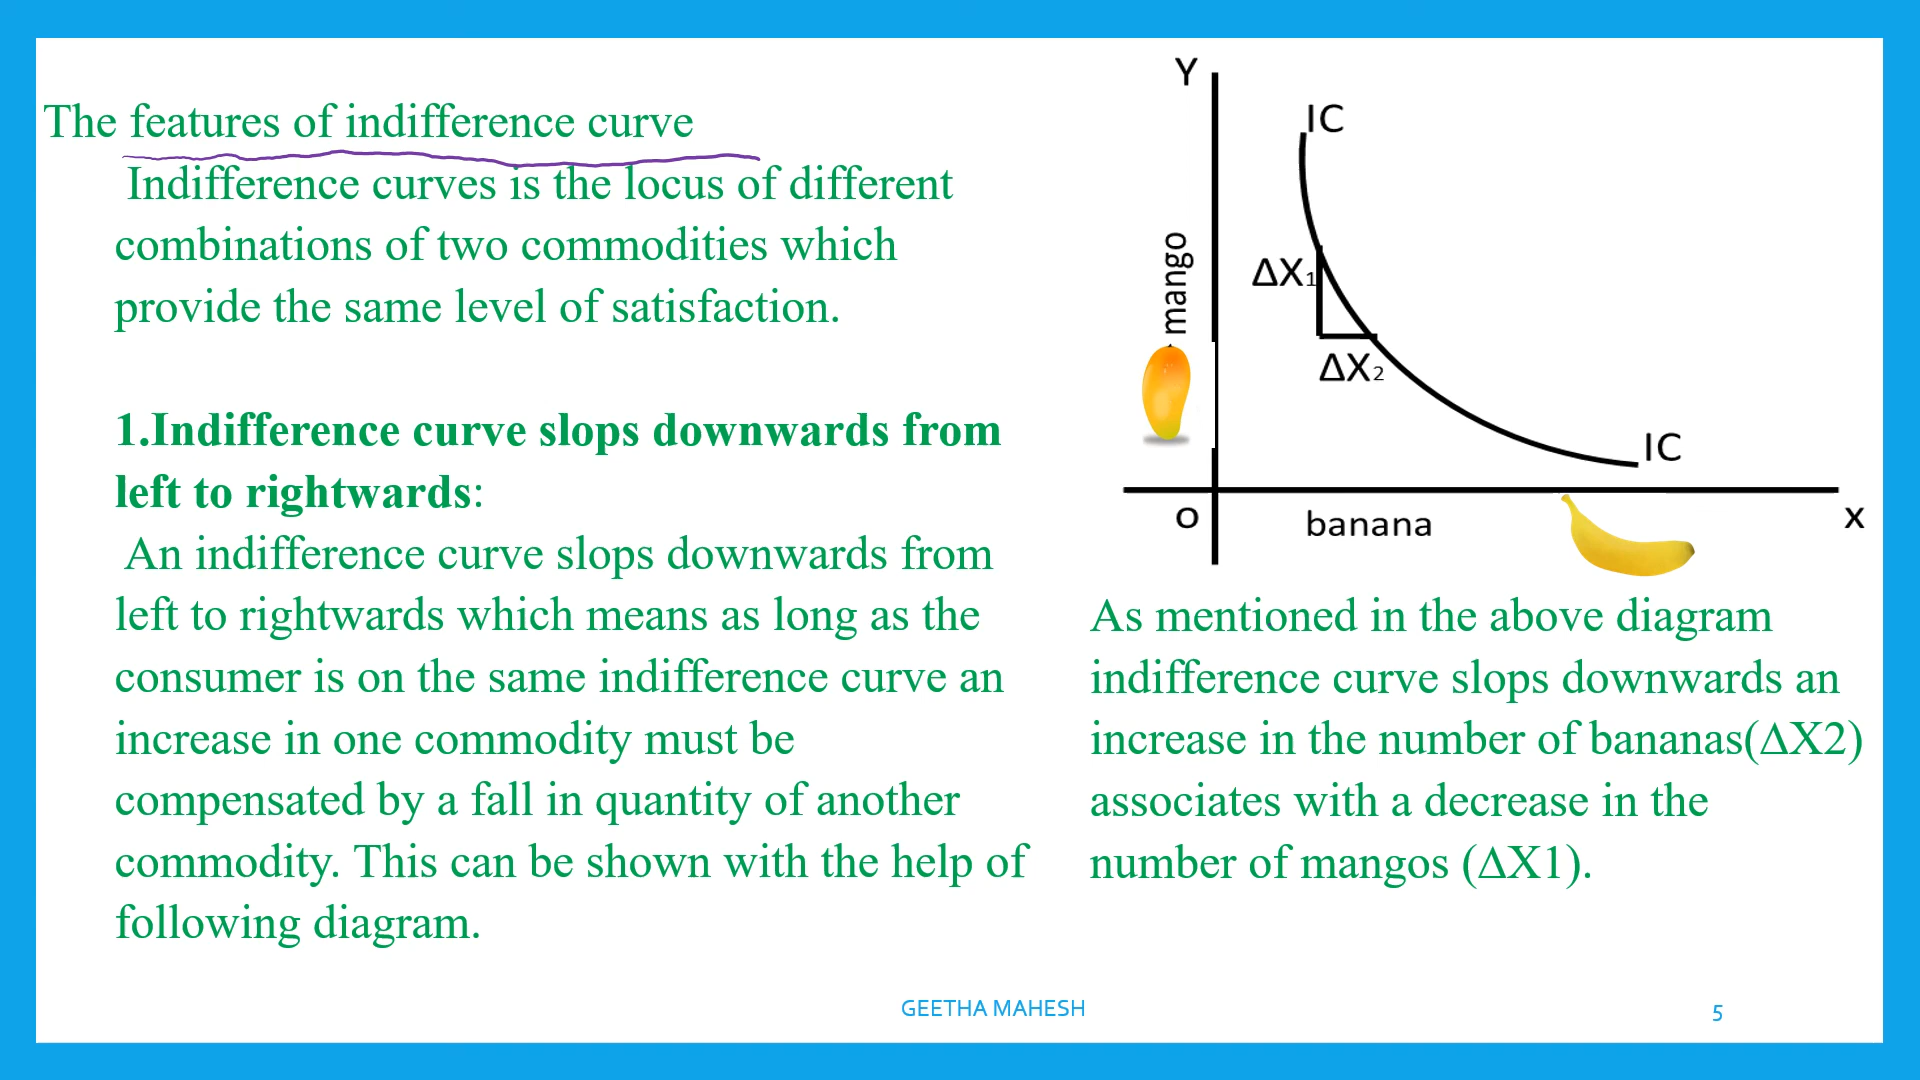 The features of indifference curve
Indifference curves is the locus of different
combinations of two commodities which
provide the same level of satisfaction.
1.Indifference curve slops downwards from
left to rightwards:
An indifference curve slops downwards from
left to rightwards which means as long as the
consumer is on the same indifference curve an
increase in one commodity must be
compensated by a fall in quantity of another
commodity. This can be shown with the help of
following diagram.
Y
IC
mango
ΔX1
ΔX2
IC
O
banana
X
As mentioned in the above diagram
indifference curve slops downwards an
increase in the number of bananas(ΔX2)
associates with a decrease in the
number of mangos (ΔX1).
GEETHA MAHESH
5